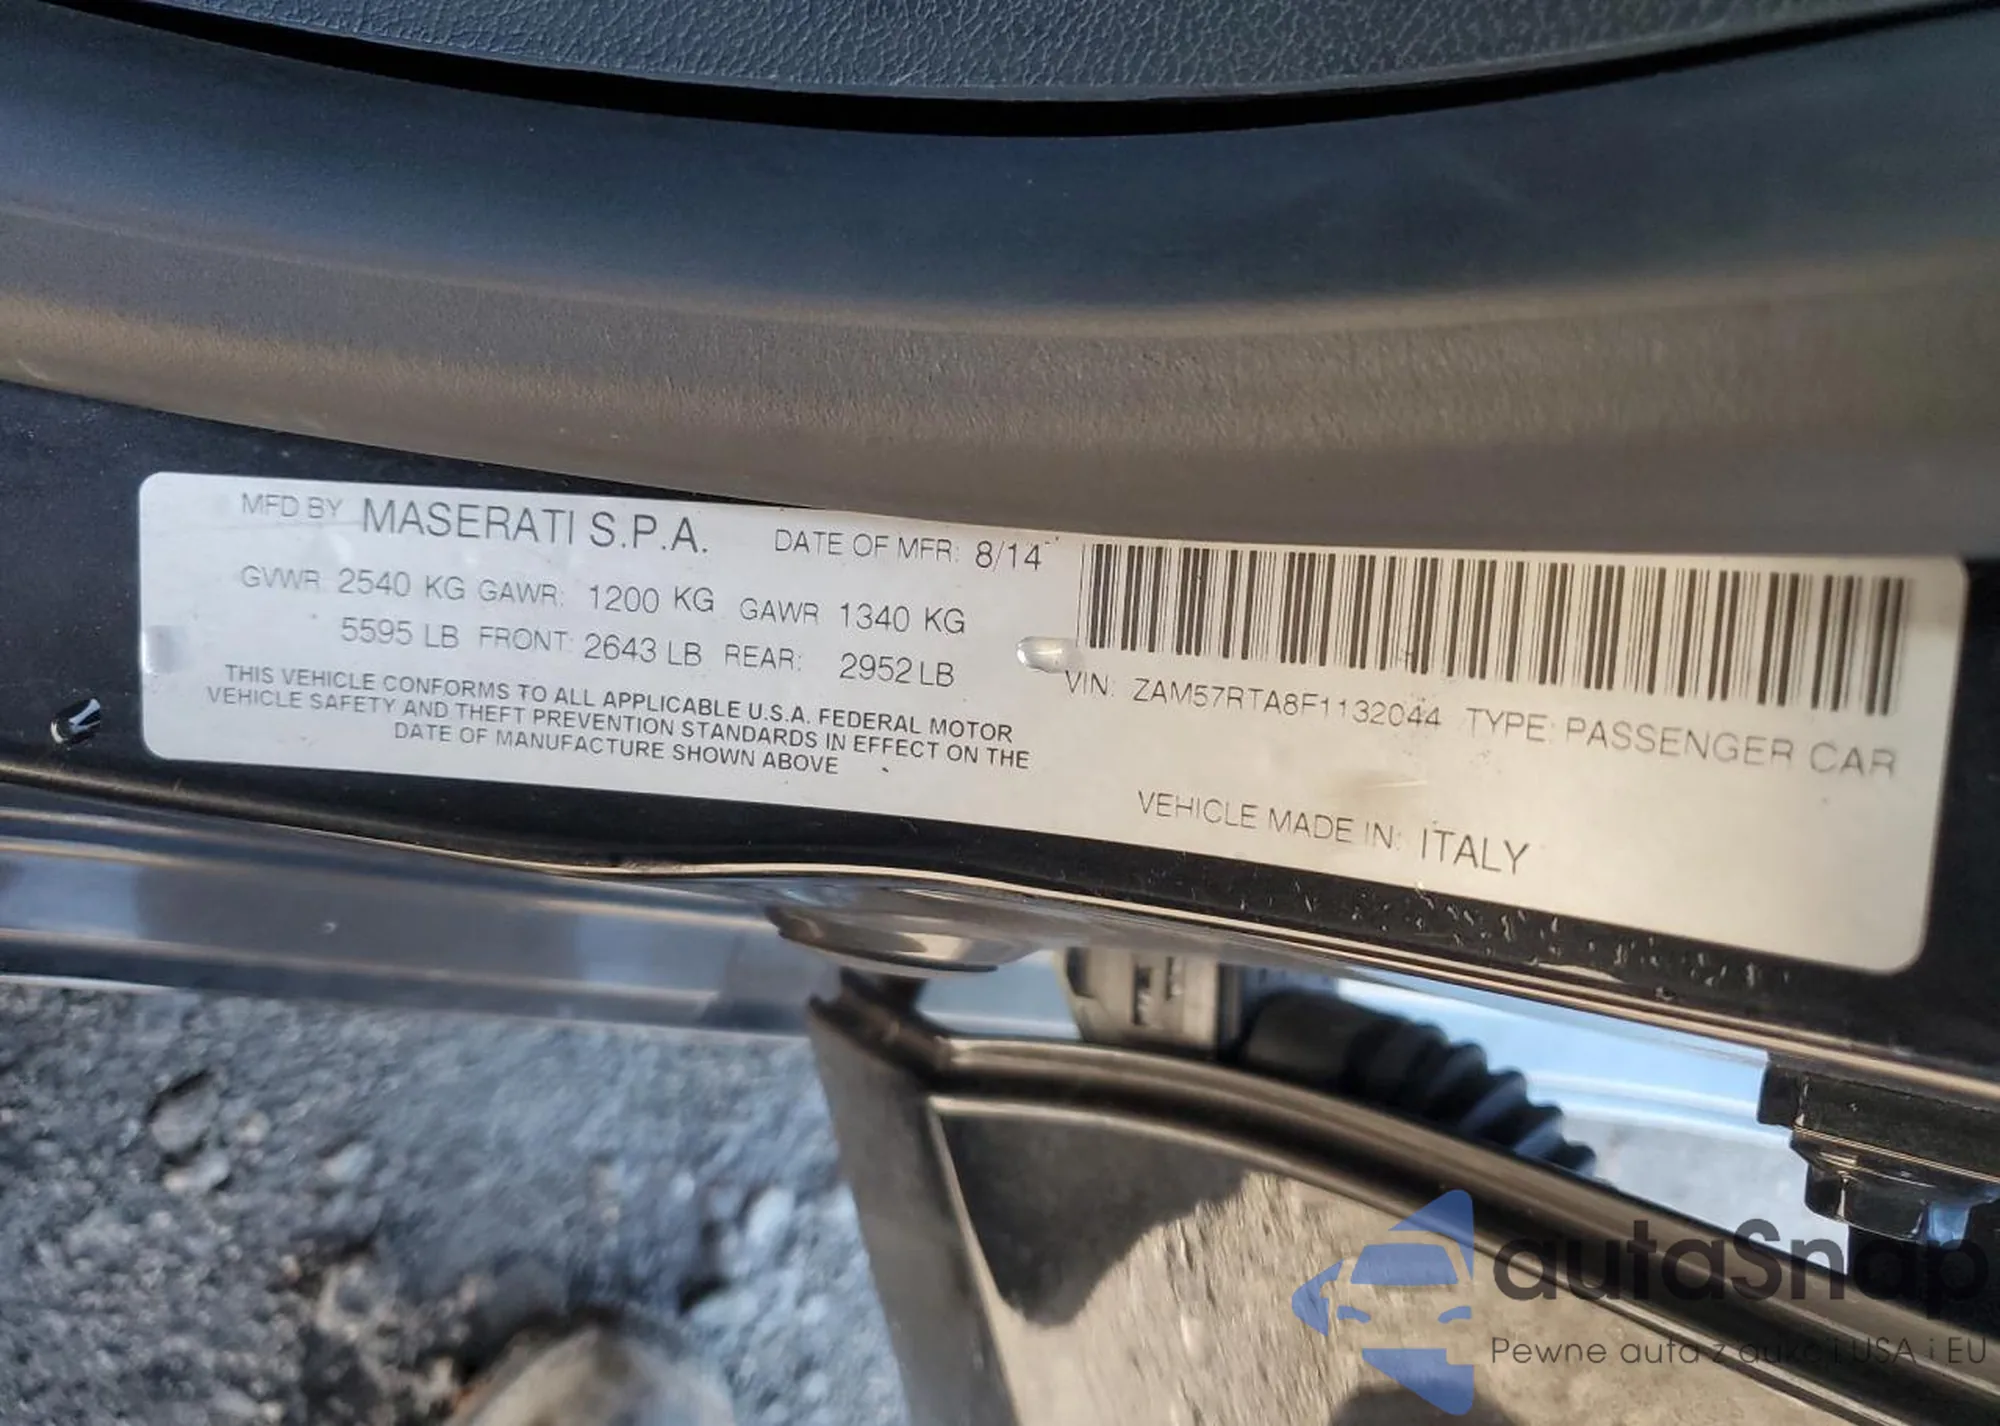 MFD BY MASERATI S.P.A. DATE OF MFR: 8/14
GVWR 2540 KG GAWR: 1200 KG GAWR 1340 KG
5595 LB FRONT: 2643 LB REAR: 2952 LB
THIS VEHICLE CONFORMS TO ALL APPLICABLE U.S.A. FEDERAL MOTOR
VEHICLE SAFETY AND THEFT PREVENTION STANDARDS IN EFFECT ON THE
DATE OF MANUFACTURE SHOWN ABOVE
VIN: ZAM57RTA8F1132044 TYPE: PASSENGER CAR
VEHICLE MADE IN: ITALY
autaSnap
Pewne auta z aukcji USA i EU